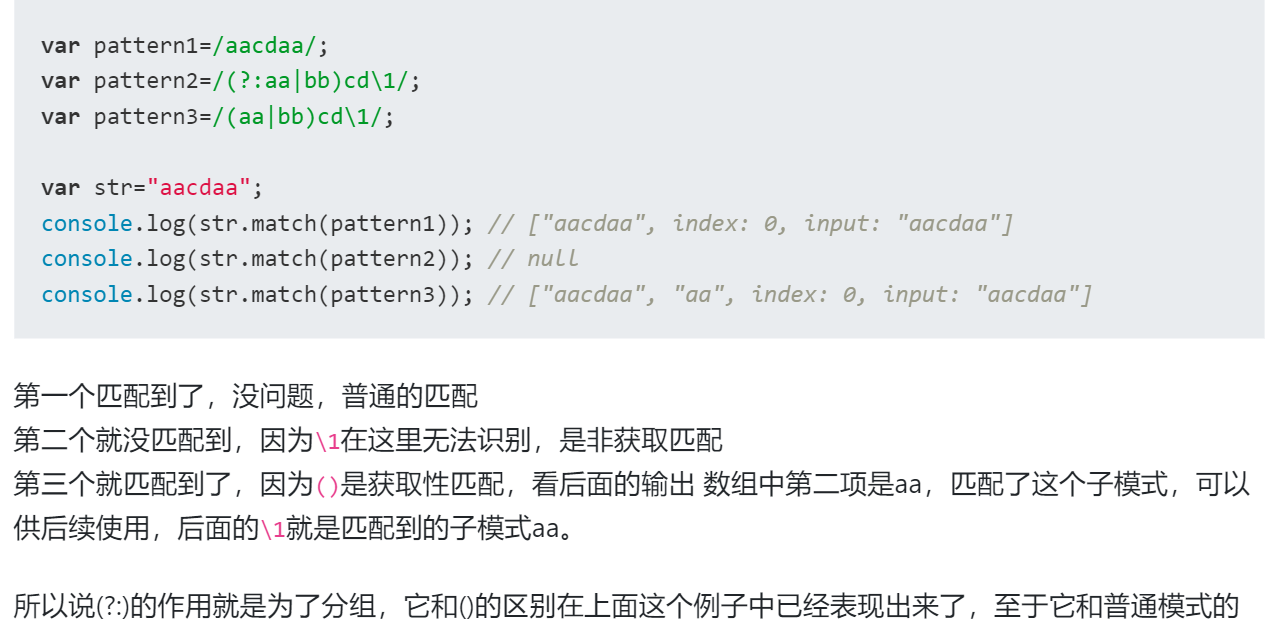 var pattern1=/aacdaa/;
var pattern2=/(?:aa|bb)cd\1/;
var pattern3=/(aa|bb)cd\1/;
var str="aacdaa";
console.log(str.match(pattern1)); // ["aacdaa", index: 0, input: "aacdaa"]
console.log(str.match(pattern2)); // null
console.log(str.match(pattern3)); // ["aacdaa", "aa", index: 0, input: "aacdaa"]
第一个匹配到了，没问题，普通的匹配
第二个就没匹配到，因为\1在这里无法识别，是非获取匹配
第三个就匹配到了，因为()是获取性匹配，看后面的输出 数组中第二项是aa，匹配了这个子模式，可以
供后续使用，后面的\1就是匹配到的子模式aa。
所以说(?:)的作用就是为了分组，它和()的区别在上面这个例子中已经表现出来了，至于它和普通模式的